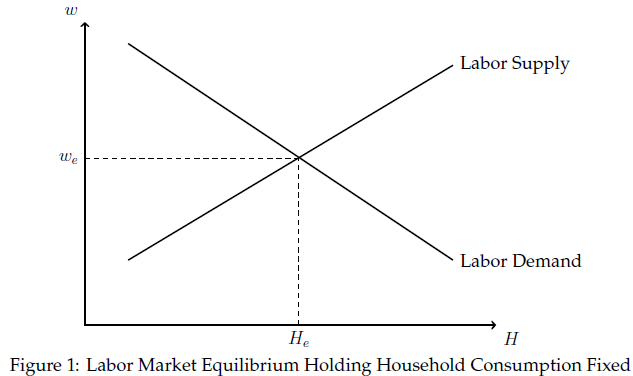 w
Labor Supply
w_e
Labor Demand
H_e
H
Figure 1: Labor Market Equilibrium Holding Household Consumption Fixed